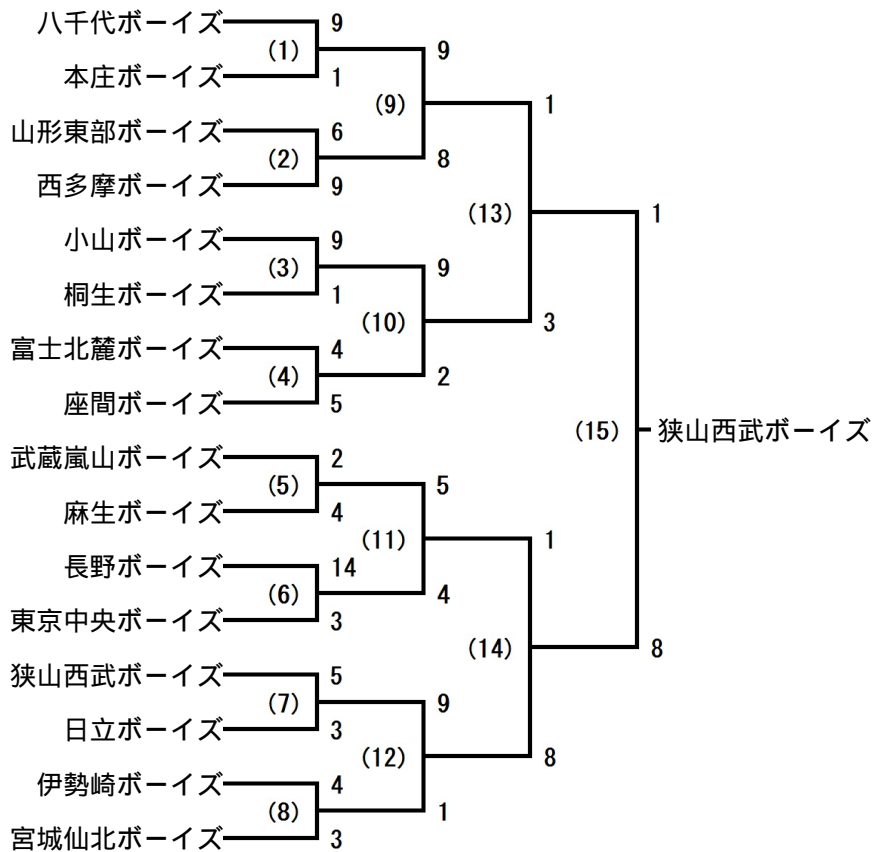 八千代ボーイズ 9
(1) 9
本庄ボーイズ 1
(9) 1
山形東部ボーイズ 6
(2) 8
西多摩ボーイズ 9
(13) 1
小山ボーイズ 9
(3) 9
桐生ボーイズ 1
(10) 3
富士北麓ボーイズ 4
(4) 2
座間ボーイズ 5
(15) 狭山西武ボーイズ
武蔵嵐山ボーイズ 2
(5) 5
麻生ボーイズ 4
(11) 1
長野ボーイズ 14
(6) 4
東京中央ボーイズ 3
(14) 8
狭山西武ボーイズ 5
(7) 9
日立ボーイズ 3
(12) 8
伊勢崎ボーイズ 4
(8) 1
宮城仙北ボーイズ 3